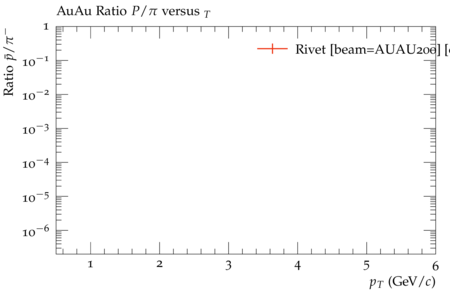 AuAu Ratio P/π versus T
Ratio p̄/π⁻
Rivet [beam=AUAU200] [
1
10⁻¹
10⁻²
10⁻³
10⁻⁴
10⁻⁵
10⁻⁶
1 2 3 4 5 6
p_T (GeV/c)